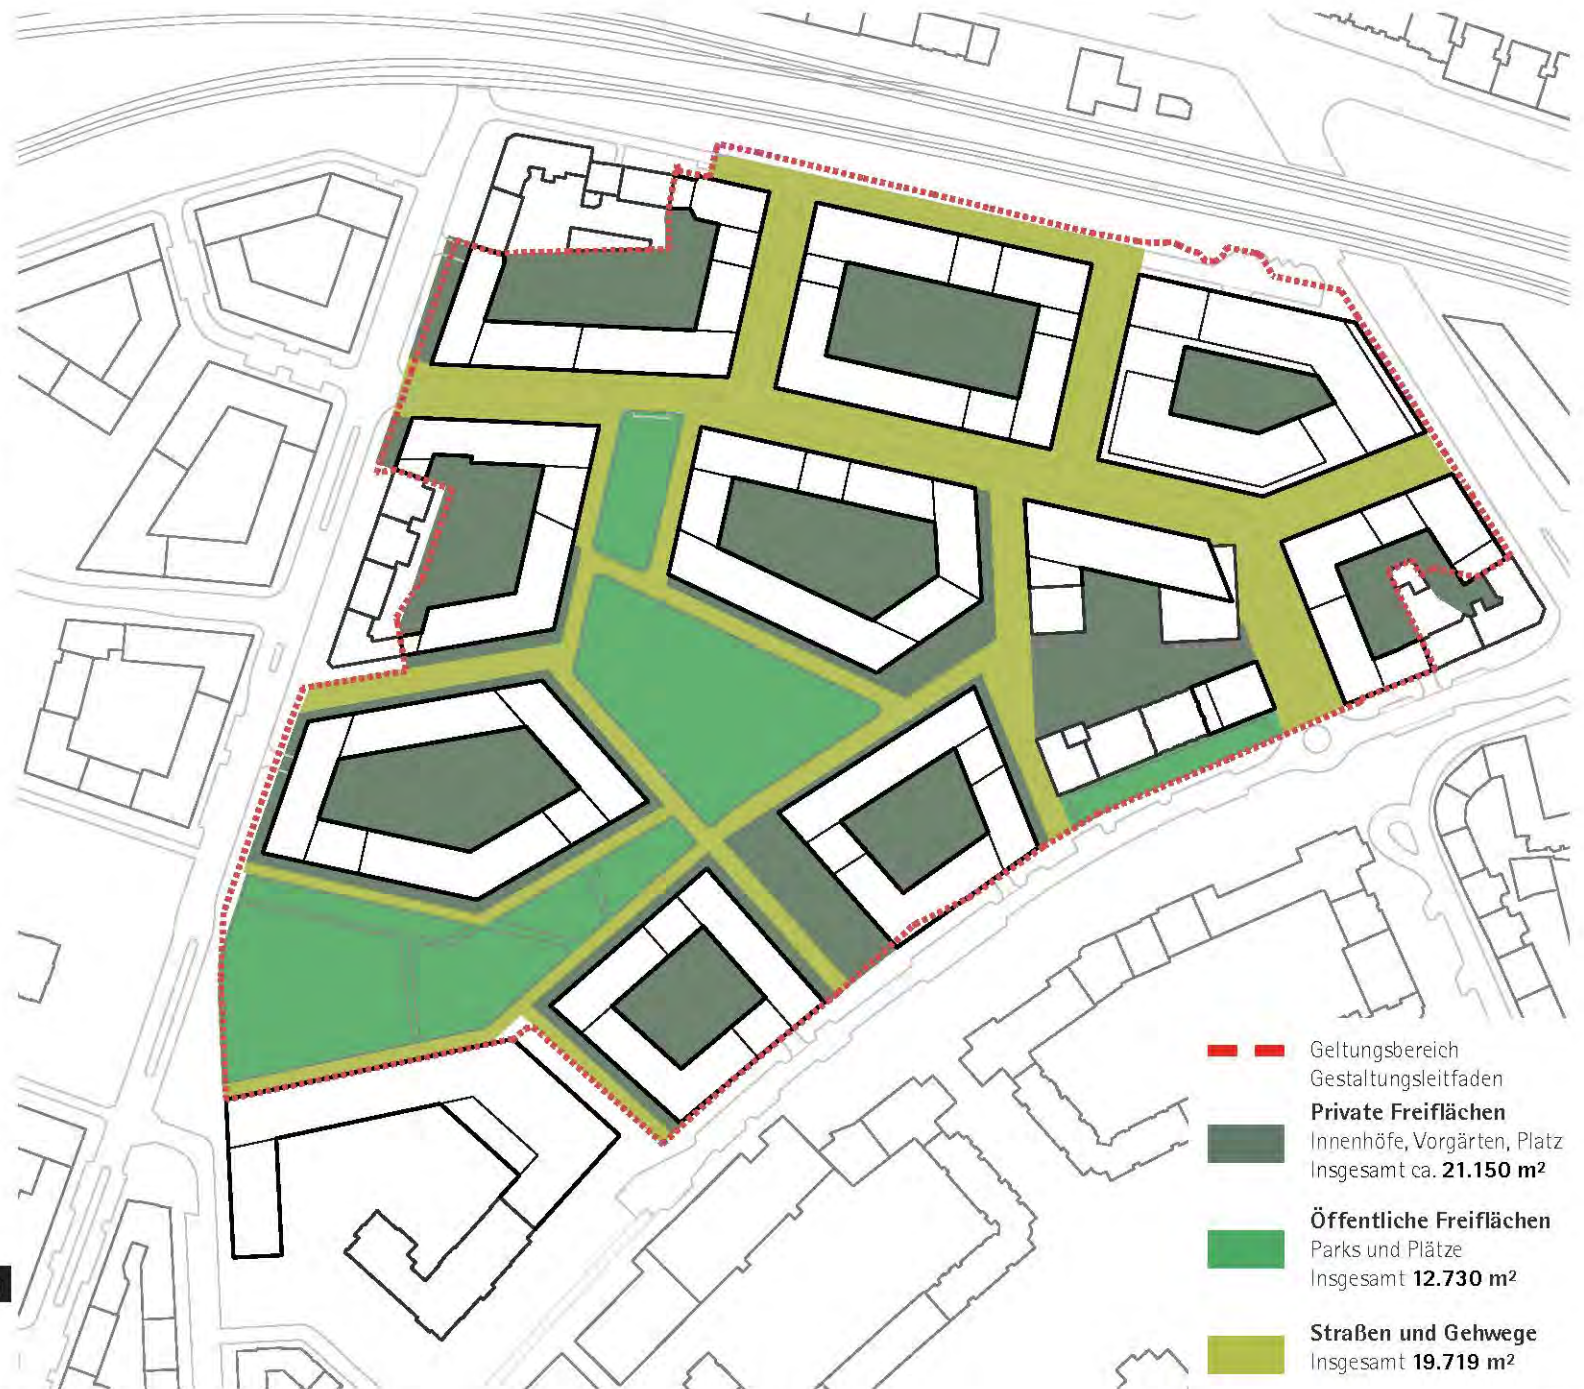 Geltungsbereich
Gestaltungsleitfaden
Private Freiflächen
Innenhöfe, Vorgärten, Platz
Insgesamt ca. 21.150 m²
Öffentliche Freiflächen
Parks und Plätze
Insgesamt 12.730 m²
Straßen und Gehwege
Insgesamt 19.719 m²